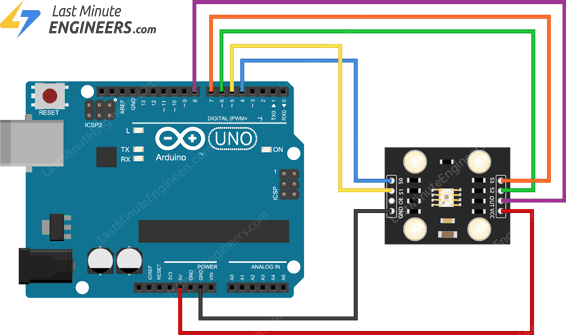 Last Minute
ENGINEERS.com
RESET
ICSP2
AREF
GND
13
12
~11
~10
~9
8
7
~6
~5
4
~3
2
TX0 ▸1
RX0 ◂0
DIGITAL (PWM=
L
TX
RX
Arduino
UNO
ON
1
ICSP
POWER
ANALOG IN
IOREF
RESET
3V3
5V
GND
GND
VIN
A0
A1
A2
A3
A4
A5
S0
S1
OE
GND
S3
S2
OUT
VCC
LastMinuteEngineers.com